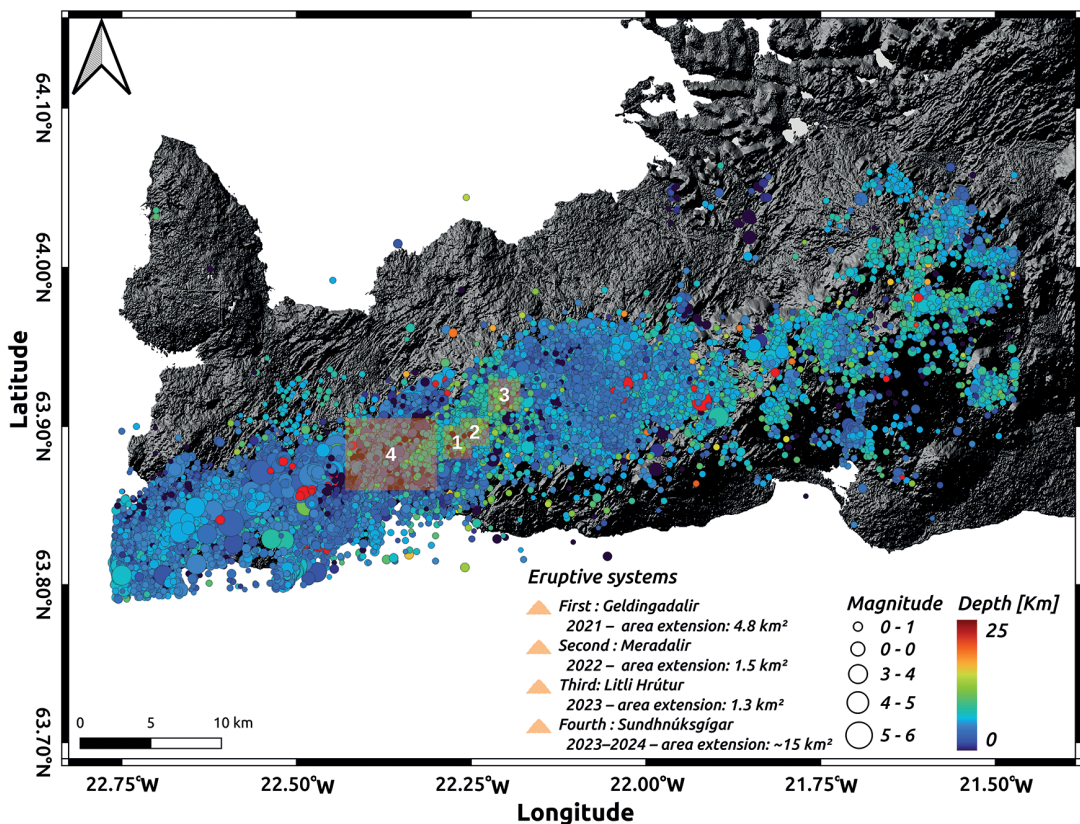 64.10°N
64.00°N
63.90°N
63.80°N
63.70°N
Latitude
3
1
2
4
Eruptive systems
First : Geldingadalir
2021 – area extension: 4.8 km²
Second : Meradalir
2022 – area extension: 1.5 km²
Third: Litli Hrútur
2023 – area extension: 1.3 km²
Fourth : Sundhnúksgígar
2023–2024 – area extension: ~15 km²
Magnitude
0 - 1
0 - 0
3 - 4
4 - 5
5 - 6
Depth [Km]
25
0
0 5 10 km
22.75°W 22.50°W 22.25°W 22.00°W 21.75°W 21.50°W
Longitude